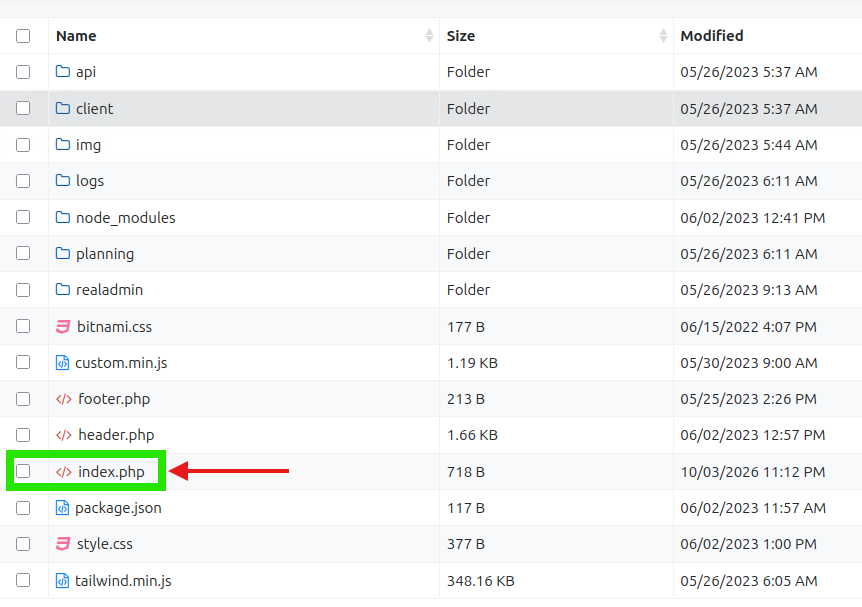 Name Size Modified
api Folder 05/26/2023 5:37 AM
client Folder 05/26/2023 5:37 AM
img Folder 05/26/2023 5:44 AM
logs Folder 05/26/2023 6:11 AM
node_modules Folder 06/02/2023 12:41 PM
planning Folder 05/26/2023 6:11 AM
realadmin Folder 05/26/2023 9:13 AM
bitnami.css 177 B 06/15/2022 4:07 PM
custom.min.js 1.19 KB 05/30/2023 9:00 AM
footer.php 213 B 05/25/2023 2:26 PM
header.php 1.66 KB 06/02/2023 12:57 PM
index.php 718 B 10/03/2026 11:12 PM
package.json 117 B 06/02/2023 11:57 AM
style.css 377 B 06/02/2023 1:00 PM
tailwind.min.js 348.16 KB 05/26/2023 6:05 AM